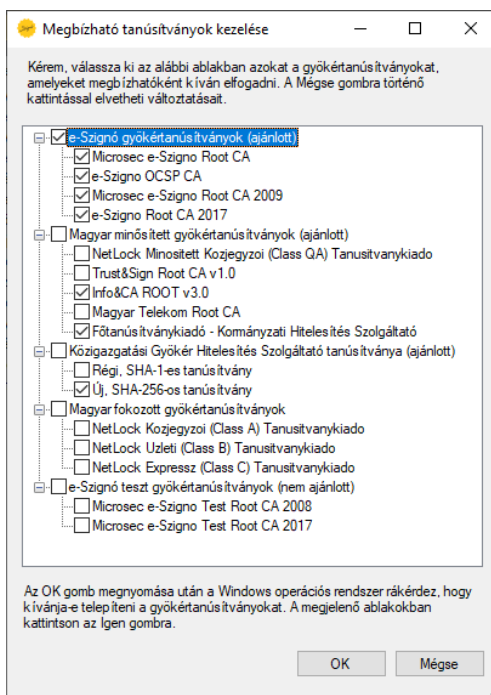 Megbízható tanúsítványok kezelése
Kérem, válassza ki az alábbi ablakban azokat a gyökértanúsítványokat,
amelyeket megbízhatóként kíván elfogadni. A Mégse gombra történő
kattintással elvetheti változtatásait.
e-Szignó gyökértanúsítványok (ajánlott)
Microsec e-Szigno Root CA
e-Szigno OCSP CA
Microsec e-Szigno Root CA 2009
e-Szigno Root CA 2017
Magyar minősített gyökértanúsítványok (ajánlott)
NetLock Minositett Kozjegyzoi (Class QA) Tanusitvanykiado
Trust&Sign Root CA v1.0
Info&CA ROOT v3.0
Magyar Telekom Root CA
Főtanúsítványkiadó - Kormányzati Hitelesítés Szolgáltató
Közigazgatási Gyökér Hitelesítés Szolgáltató tanúsítványa (ajánlott)
Régi, SHA-1-es tanúsítvány
Új, SHA-256-os tanúsítvány
Magyar fokozott gyökértanúsítványok
NetLock Kozjegyzoi (Class A) Tanusitvanykiado
NetLock Uzleti (Class B) Tanusitvanykiado
NetLock Expressz (Class C) Tanusitvanykiado
e-Szignó teszt gyökértanúsítványok (nem ajánlott)
Microsec e-Szigno Test Root CA 2008
Microsec e-Szigno Test Root CA 2017
Az OK gomb megnyomása után a Windows operációs rendszer rákérdez, hogy
kívánja-e telepíteni a gyökértanúsítványokat. A megjelenő ablakokban
kattintson az Igen gombra.
OK
Mégse